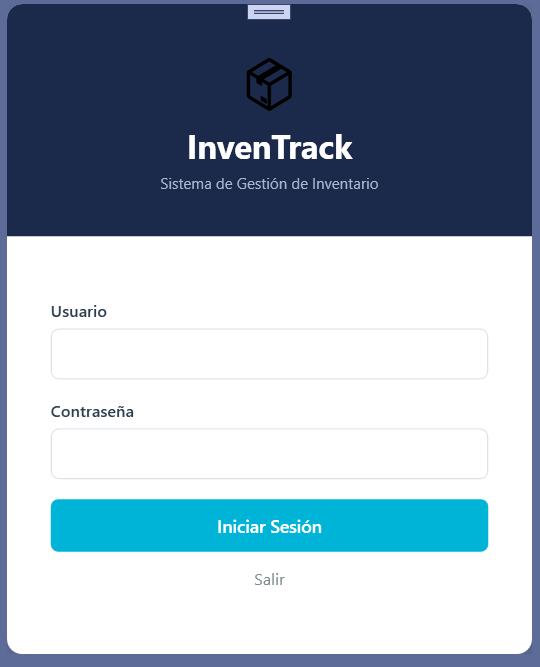 InvenTrack
Sistema de Gestión de Inventario
Usuario
Contraseña
Iniciar Sesión
Salir